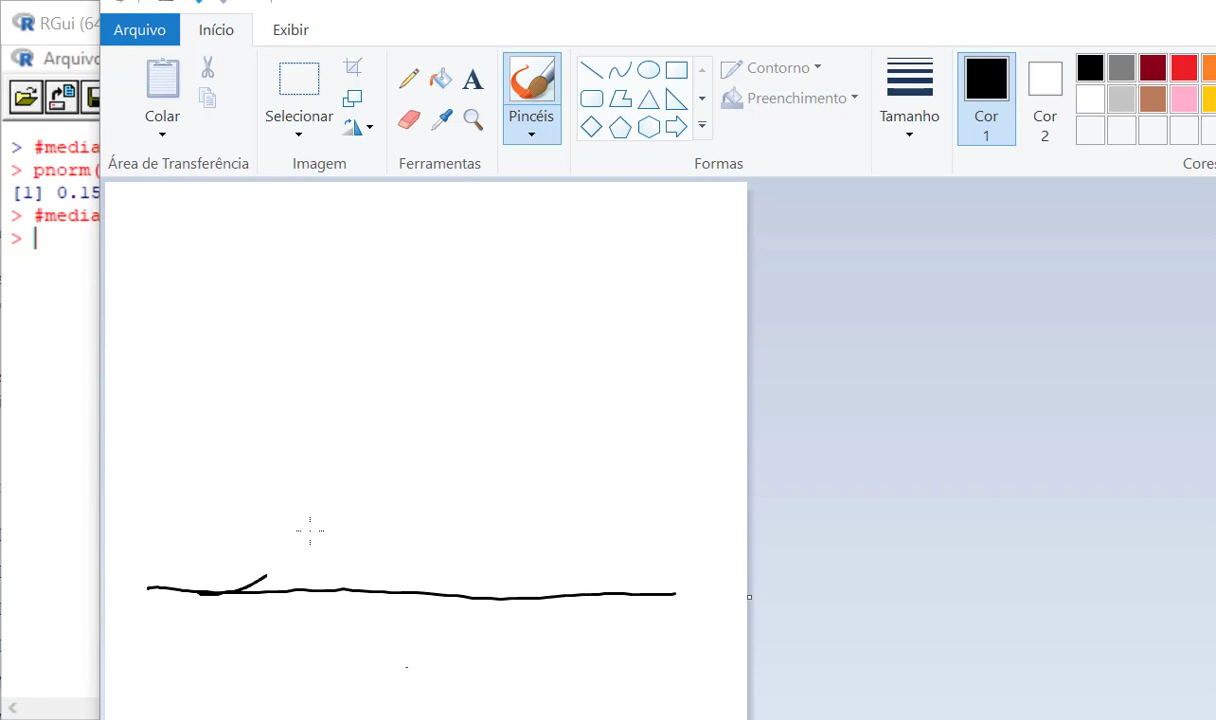 RGui (64
Arquivo Início Exibir
Arquivo
Colar
Selecionar
Pincéis
Contorno
Preenchimento
Tamanho
Cor
1
Cor
2
Área de Transferência Imagem Ferramentas Formas Cores
> #media
> pnorm(
[1] 0.15
> #media
>